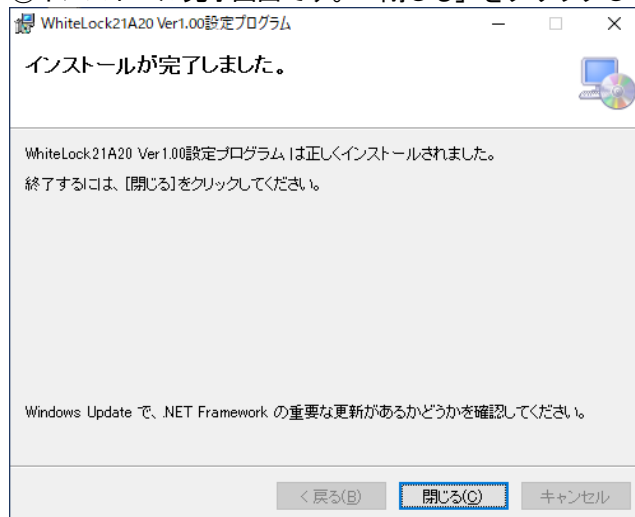 WhiteLock21A20 Ver1.00設定プログラム
インストールが完了しました。
WhiteLock21A20 Ver1.00設定プログラム は正しくインストールされました。
終了するには、[閉じる]をクリックしてください。
Windows Update で、.NET Framework の重要な更新があるかどうかを確認してください。
< 戻る(B) 閉じる(C) キャンセル